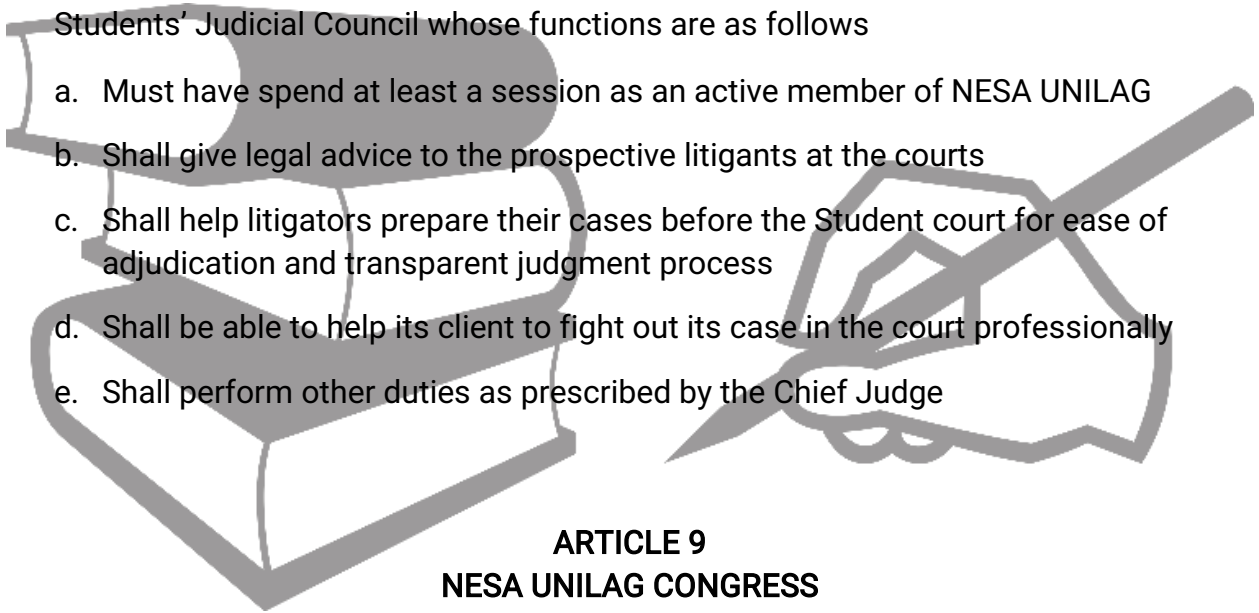 Students’ Judicial Council whose functions are as follows
a. Must have spend at least a session as an active member of NESA UNILAG
b. Shall give legal advice to the prospective litigants at the courts
c. Shall help litigators prepare their cases before the Student court for ease of
adjudication and transparent judgment process
d. Shall be able to help its client to fight out its case in the court professionally
e. Shall perform other duties as prescribed by the Chief Judge
ARTICLE 9
NESA UNILAG CONGRESS